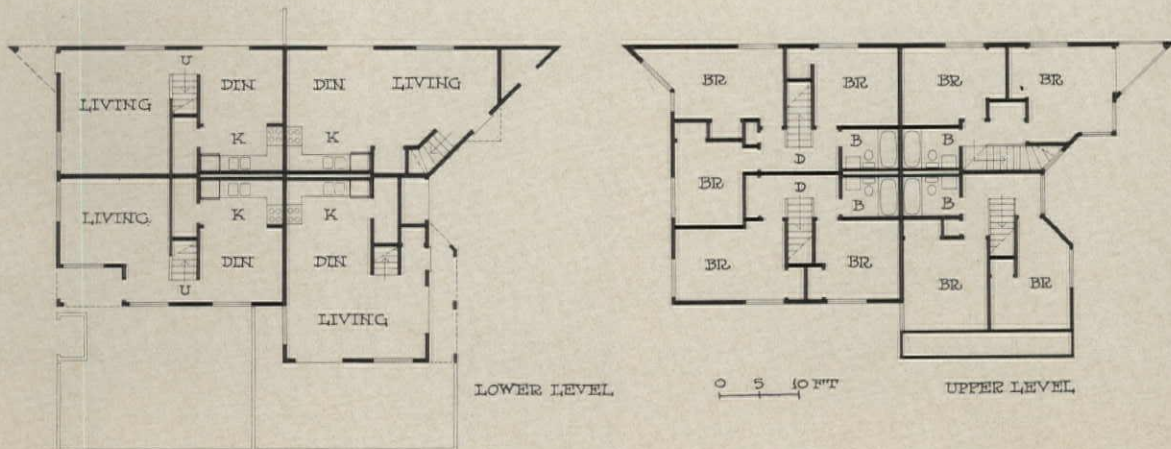 U
DIN
DIN
LIVING
LIVING
K
K
LIVING
K
K
DIN
DIN
U
LIVING
LOWER LEVEL
BR
BR
BR
BR
B
B
D
BR
D
B
B
BR
BR
BR
BR
0 5 10 FT
UPPER LEVEL